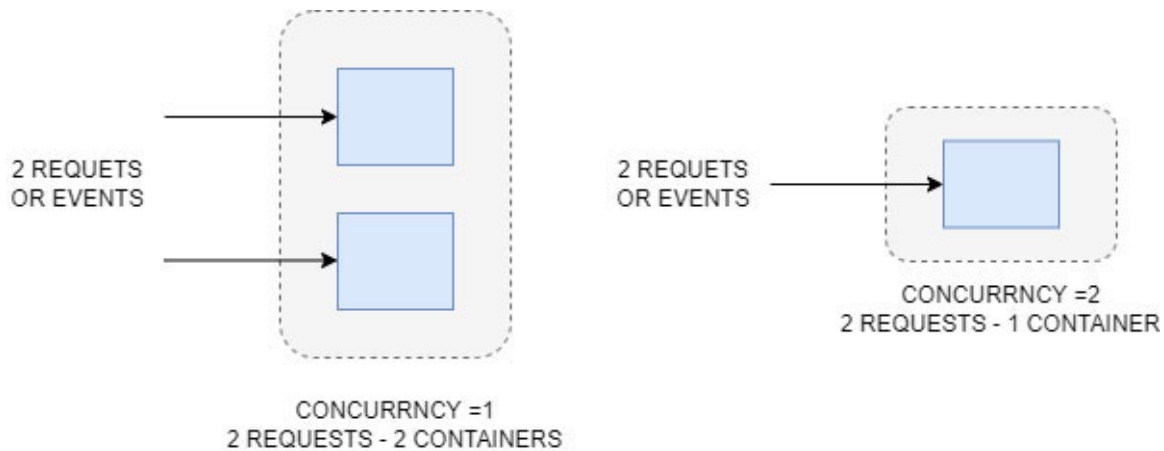 2 REQUETS
OR EVENTS
CONCURRNCY =1
2 REQUESTS - 2 CONTAINERS
2 REQUETS
OR EVENTS
CONCURRNCY =2
2 REQUESTS - 1 CONTAINER